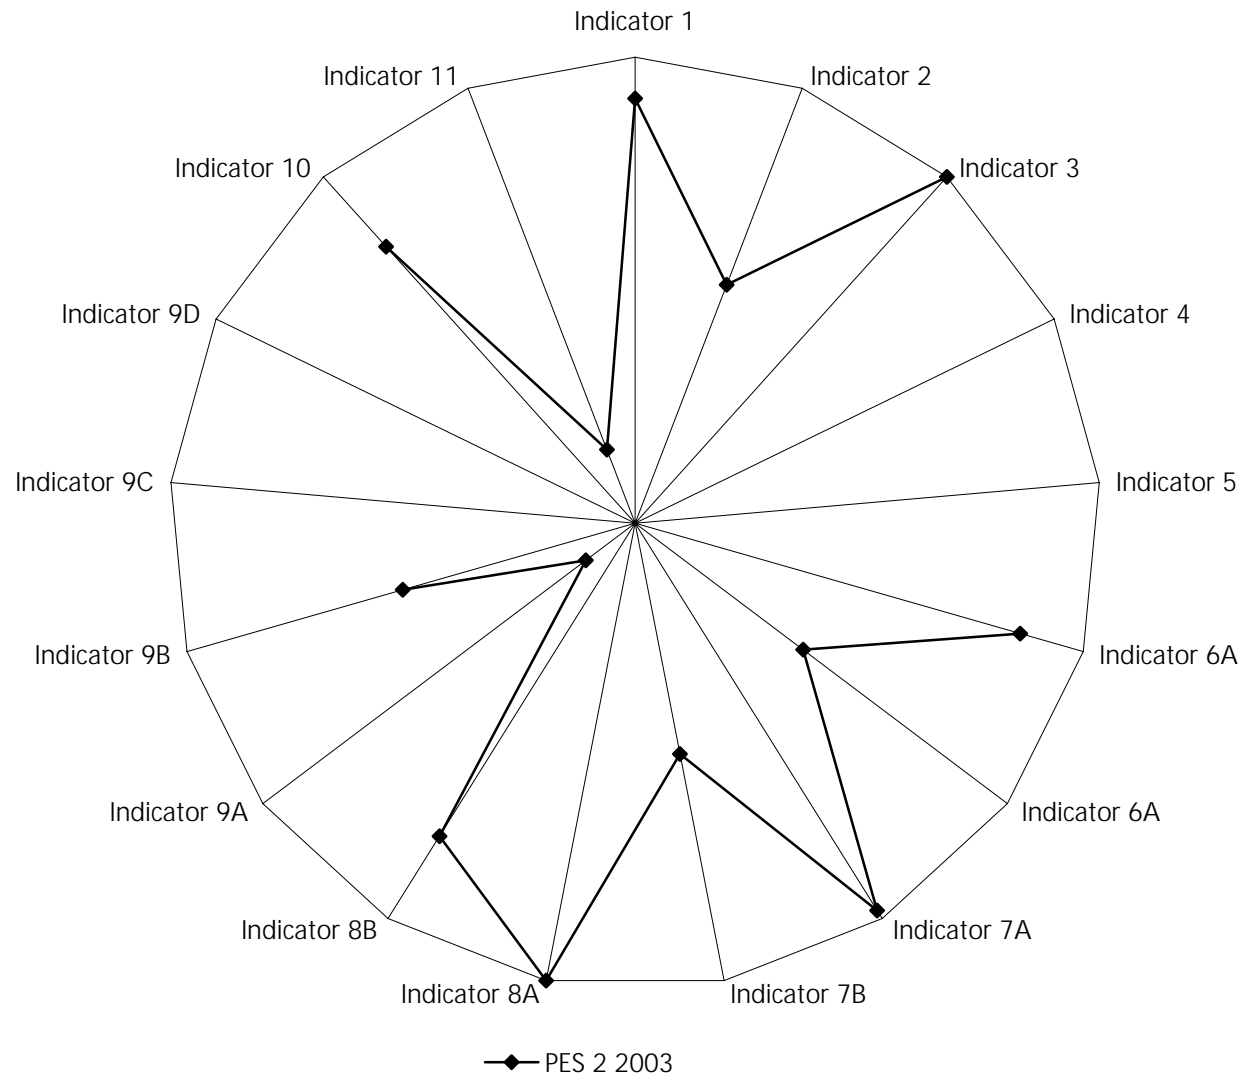 Indicator 1
Indicator 2
Indicator 3
Indicator 4
Indicator 5
Indicator 6A
Indicator 6A
Indicator 7A
Indicator 7B
Indicator 8A
Indicator 8B
Indicator 9A
Indicator 9B
Indicator 9C
Indicator 9D
Indicator 10
Indicator 11
PES 2 2003